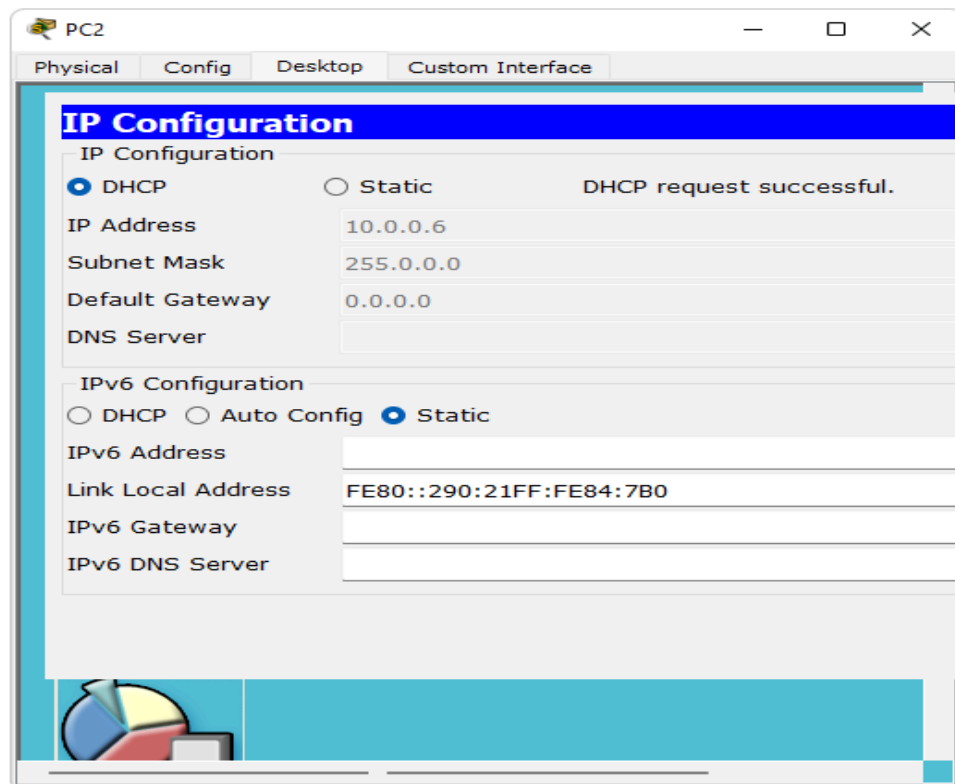 PC2
Physical Config Desktop Custom Interface
IP Configuration
IP Configuration
DHCP Static DHCP request successful.
IP Address 10.0.0.6
Subnet Mask 255.0.0.0
Default Gateway 0.0.0.0
DNS Server
IPv6 Configuration
DHCP Auto Config Static
IPv6 Address
Link Local Address FE80::290:21FF:FE84:7B0
IPv6 Gateway
IPv6 DNS Server